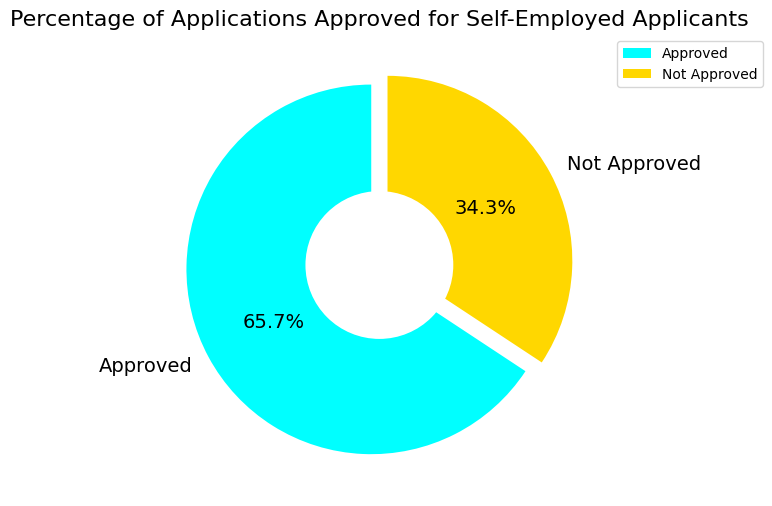 Percentage of Applications Approved for Self-Employed Applicants
Approved
Not Approved
Not Approved
34.3%
65.7%
Approved